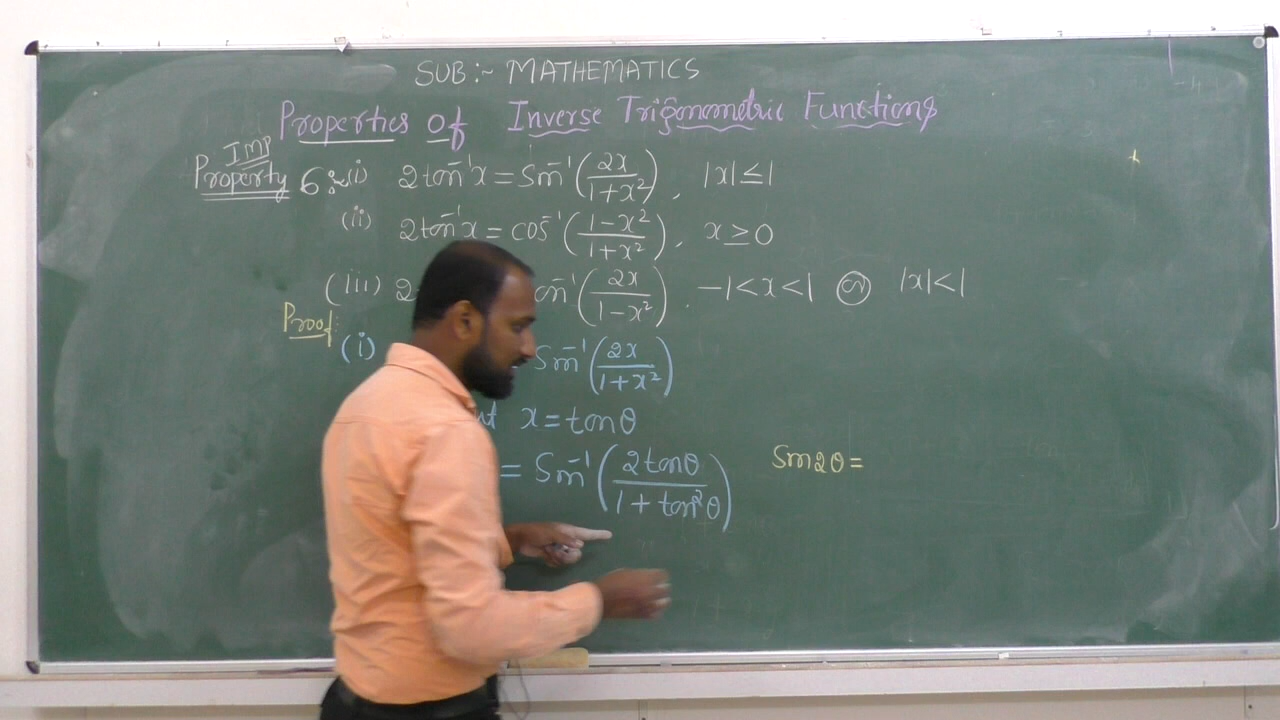 SUB:- MATHEMATICS
Properties of Inverse Trigonometric Functions
IMP
Property 6:- (i) 2tan⁻¹x = Sin⁻¹(2x/(1+x²)), |x| ≤ 1
(ii) 2tan⁻¹x = cos⁻¹((1-x²)/(1+x²)), x ≥ 0
(iii) 2 (2x/(1-x²)), -1<x<1 or |x|<1
Proof:
(i) Sin⁻¹(2x/(1+x²))
x = tanθ
= Sin⁻¹(2tanθ/(1+tan²θ)) Sin2θ =